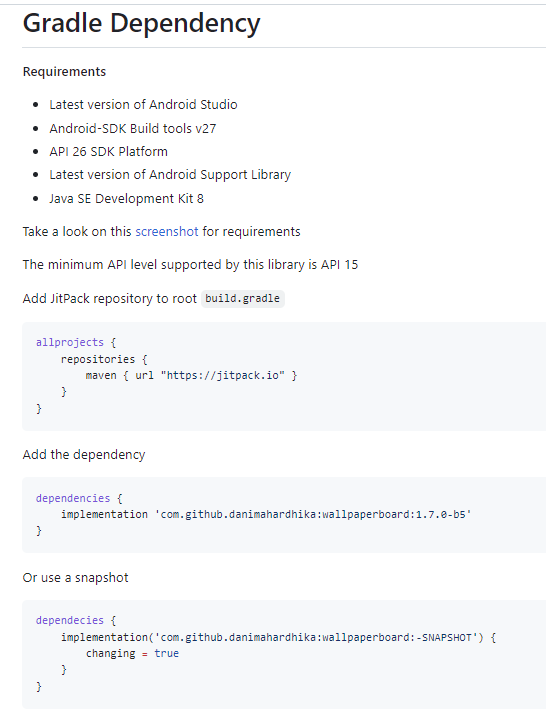 Gradle Dependency
Requirements
Latest version of Android Studio
Android-SDK Build tools v27
API 26 SDK Platform
Latest version of Android Support Library
Java SE Development Kit 8
Take a look on this screenshot for requirements
The minimum API level supported by this library is API 15
Add JitPack repository to root build.gradle
allprojects {
    repositories {
        maven { url "https://jitpack.io" }
    }
}
Add the dependency
dependencies {
    implementation 'com.github.danimahardhika:wallpaperboard:1.7.0-b5'
}
Or use a snapshot
dependecies {
    implementation('com.github.danimahardhika:wallpaperboard:-SNAPSHOT') {
        changing = true
    }
}